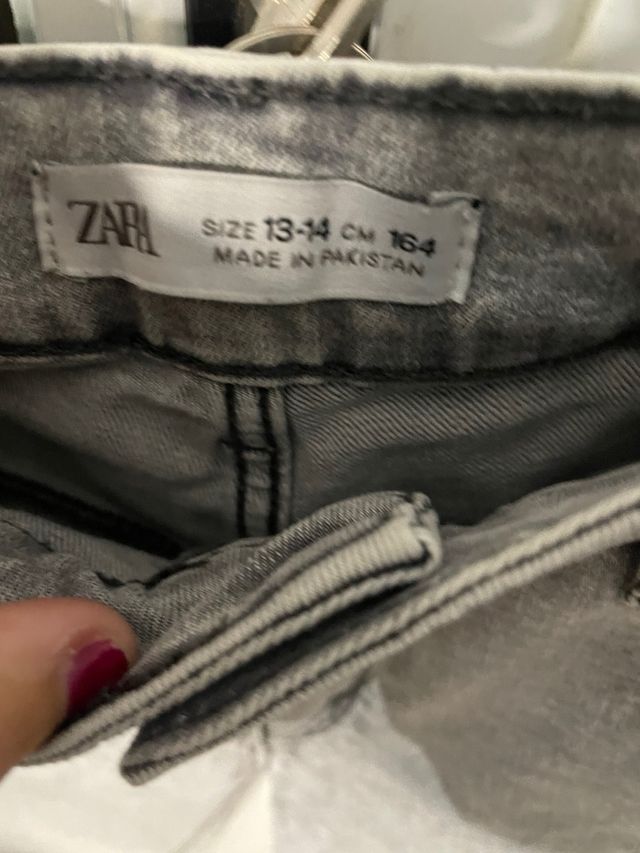 ZARA
SIZE 13-14 CM 164
MADE IN PAKISTAN